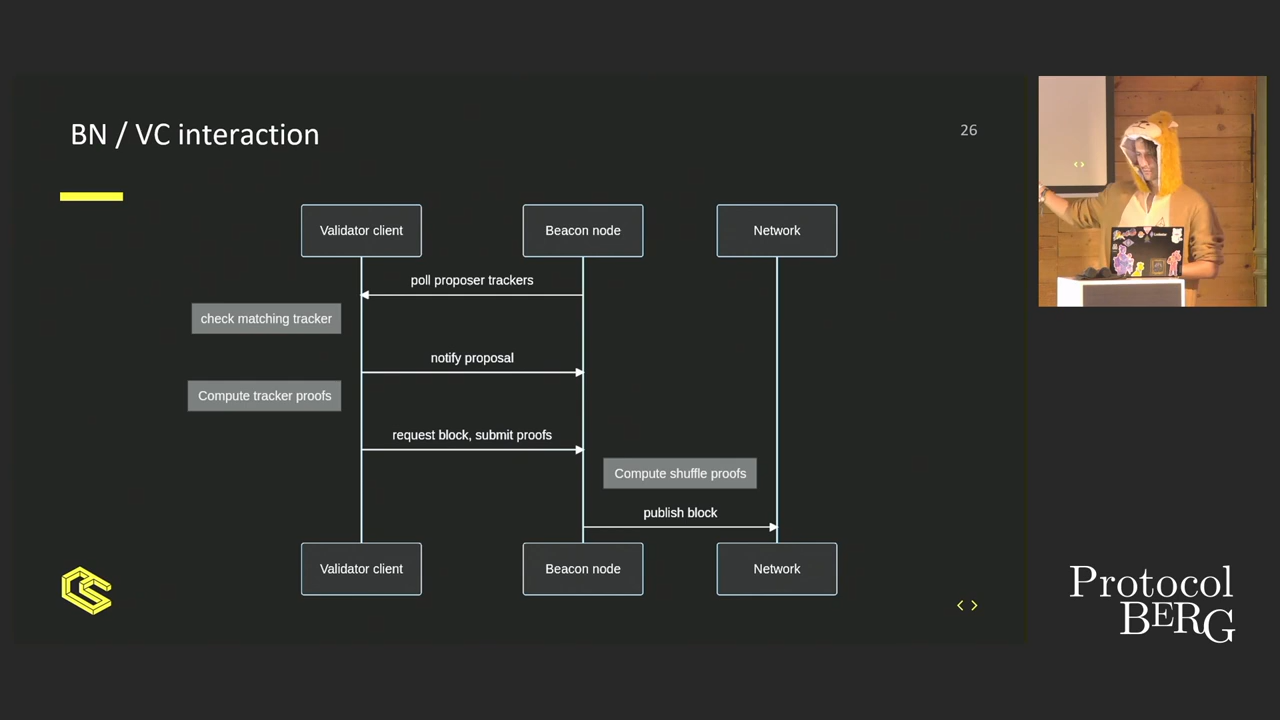 BN / VC interaction
26
Validator client
Beacon node
Network
poll proposer trackers
check matching tracker
notify proposal
Compute tracker proofs
request block, submit proofs
Compute shuffle proofs
publish block
Validator client
Beacon node
Network
< >
Protocol
BERG